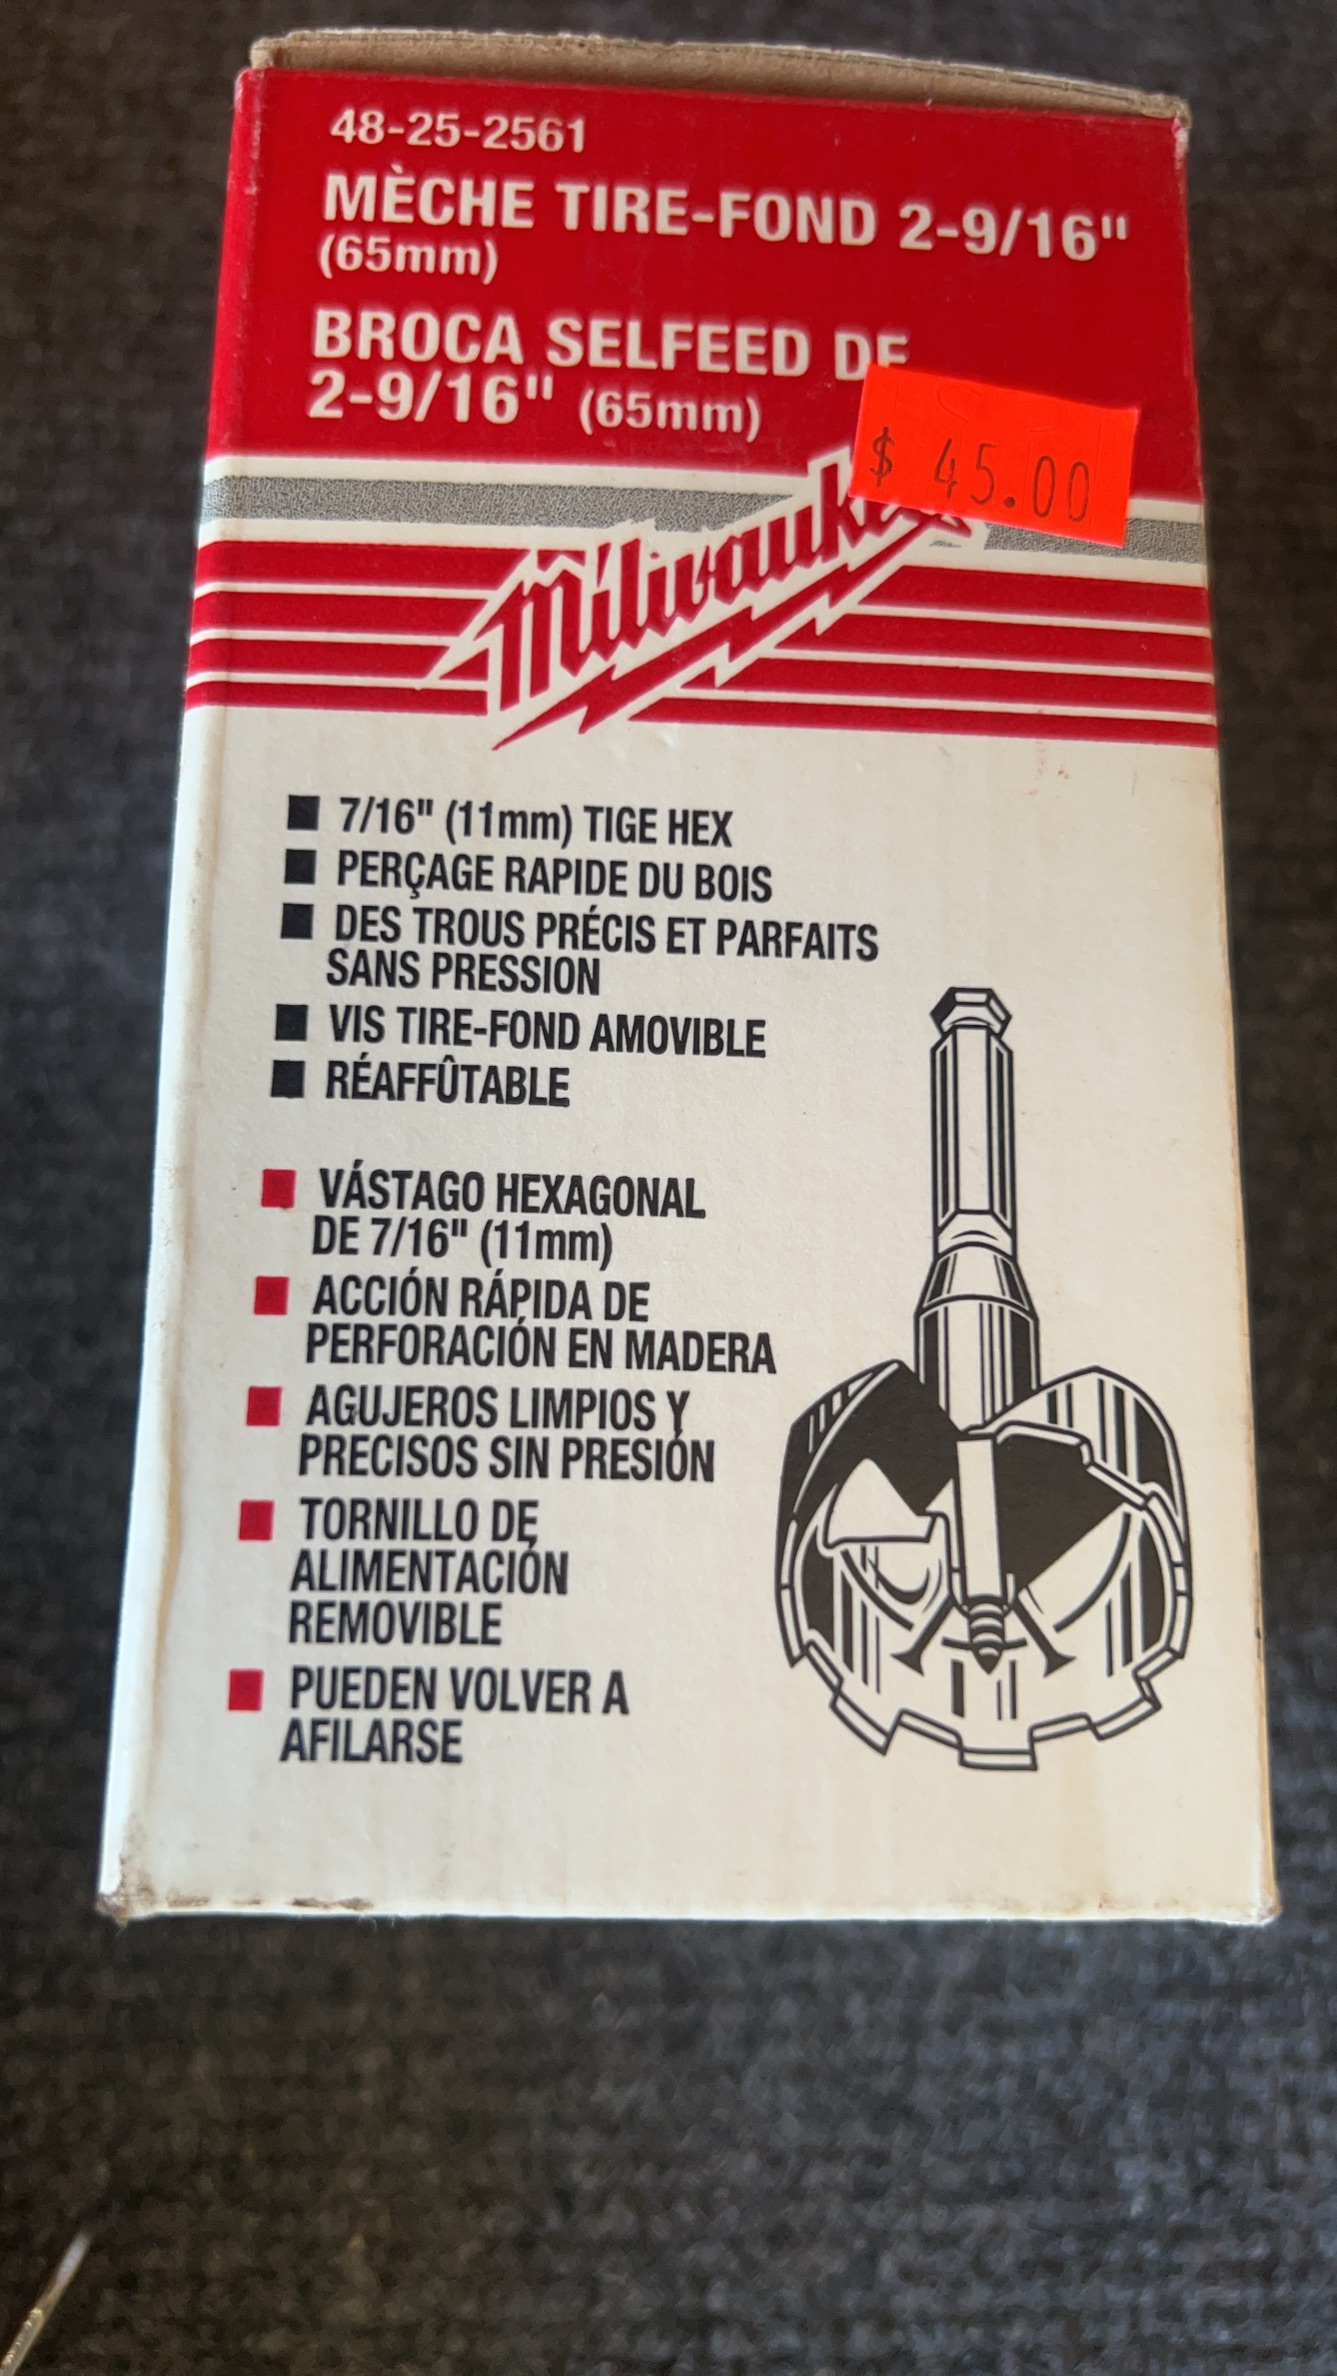 48-25-2561
MÈCHE TIRE-FOND 2-9/16"
(65mm)
BROCA SELFEED DE
2-9/16" (65mm)
$ 45.00
Milwaukee
7/16" (11mm) TIGE HEX
PERÇAGE RAPIDE DU BOIS
DES TROUS PRÉCIS ET PARFAITS
SANS PRESSION
VIS TIRE-FOND AMOVIBLE
RÉAFFÛTABLE
VÁSTAGO HEXAGONAL
DE 7/16" (11mm)
ACCIÓN RÁPIDA DE
PERFORACIÓN EN MADERA
AGUJEROS LIMPIOS Y
PRECISOS SIN PRESIÓN
TORNILLO DE
ALIMENTACIÓN
REMOVIBLE
PUEDEN VOLVER A
AFILARSE